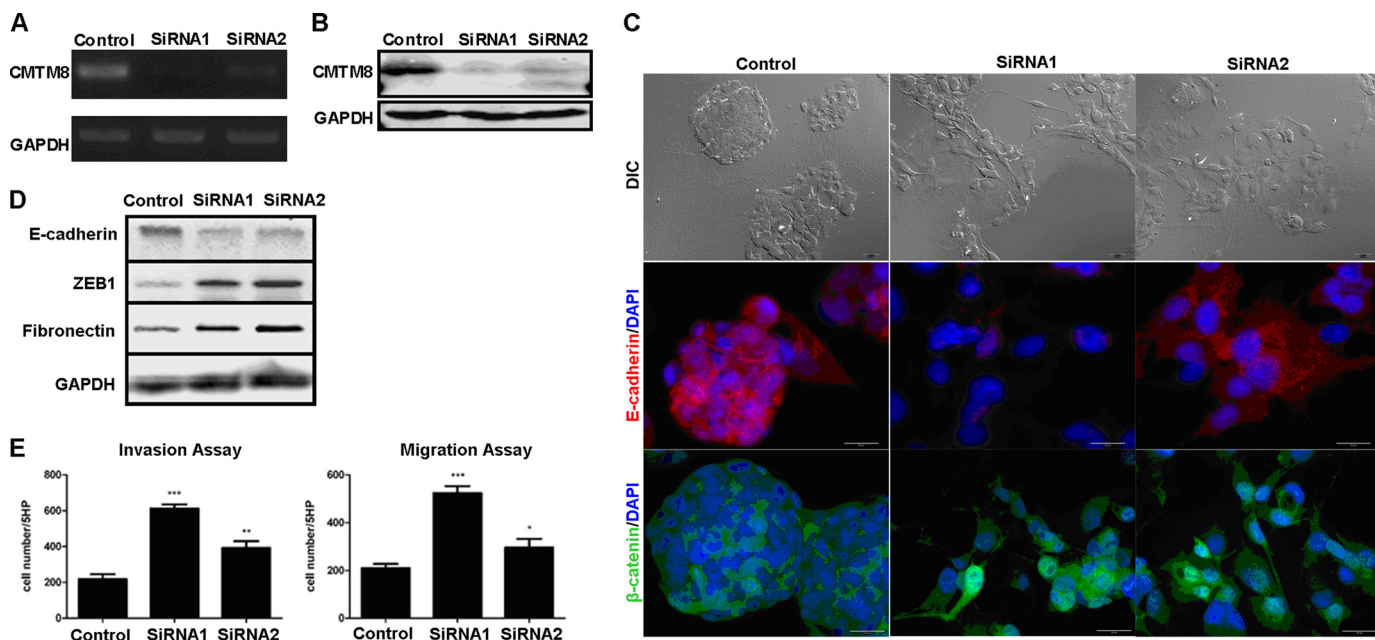 A
Control SiRNA1 SiRNA2
CMTM8
GAPDH
B
Control SiRNA1 SiRNA2
CMTM8
GAPDH
C
Control SiRNA1 SiRNA2
DIC
E-cadherin/DAPI
β-catenin/DAPI
D
Control SiRNA1 SiRNA2
E-cadherin
ZEB1
Fibronectin
GAPDH
E
Invasion Assay
cell number/5HP
800
600
400
200
0
***
**
Control SiRNA1 SiRNA2
Migration Assay
cell number/5HP
600
400
200
0
***
*
Control SiRNA1 SiRNA2